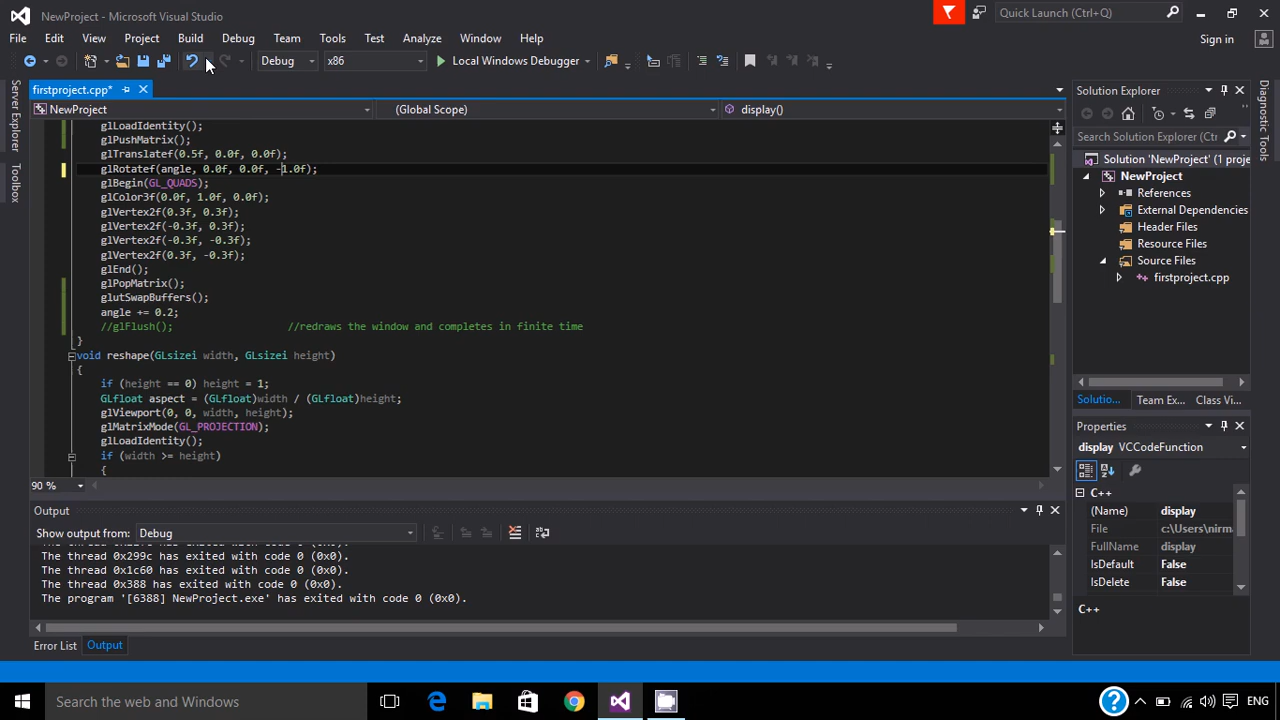 NewProject - Microsoft Visual Studio
Quick Launch (Ctrl+Q)
File Edit View Project Build Debug Team Tools Test Analyze Window Help
Sign in
Debug x86 Local Windows Debugger
Server Explorer
Toolbox
firstproject.cpp*
NewProject (Global Scope) display()
glLoadIdentity();
glPushMatrix();
glTranslatef(0.5f, 0.0f, 0.0f);
glRotatef(angle, 0.0f, 0.0f, -1.0f);
glBegin(GL_QUADS);
glColor3f(0.0f, 1.0f, 0.0f);
glVertex2f(0.3f, 0.3f);
glVertex2f(-0.3f, 0.3f);
glVertex2f(-0.3f, -0.3f);
glVertex2f(0.3f, -0.3f);
glEnd();
glPopMatrix();
glutSwapBuffers();
angle += 0.2;
//glFlush(); //redraws the window and completes in finite time
}
void reshape(GLsizei width, GLsizei height)
{
if (height == 0) height = 1;
GLfloat aspect = (GLfloat)width / (GLfloat)height;
glViewport(0, 0, width, height);
glMatrixMode(GL_PROJECTION);
glLoadIdentity();
if (width >= height)
{
90 %
Output
Show output from: Debug
The thread 0x299c has exited with code 0 (0x0).
The thread 0x1c60 has exited with code 0 (0x0).
The thread 0x388 has exited with code 0 (0x0).
The program '[6388] NewProject.exe' has exited with code 0 (0x0).
Error List Output
Solution Explorer
Search Solution Explorer
Solution 'NewProject' (1 proje
NewProject
References
External Dependencies
Header Files
Resource Files
Source Files
firstproject.cpp
Solutio... Team Ex... Class Vi...
Properties
display VCCodeFunction
C++
(Name) display
File c:\Users\nirm
FullName display
IsDefault False
IsDelete False
C++
Diagnostic Tools
Search the web and Windows